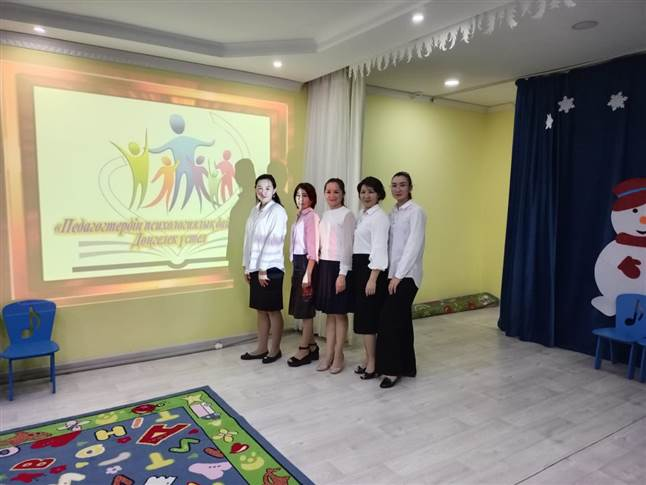 «Педагогтердің психологиялық
Дөңгелек үстел